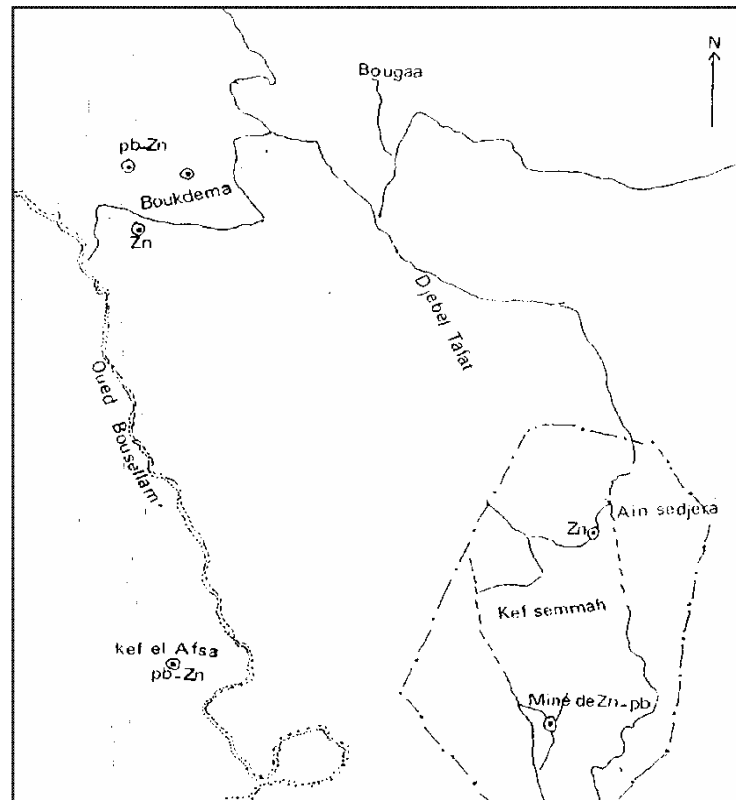 N
Bougaa
pb-Zn
Boukdema
Zn
Djebel Tafat
Oued Bousellam
Ain sedjera
Zn
Kef semmah
kef el Afsa
pb-Zn
Mine de Zn-pb